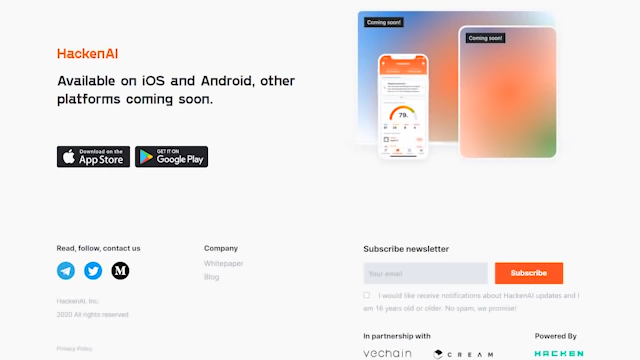 HackenAI
Available on iOS and Android, other
platforms coming soon.
Download on the
App Store
GET IT ON
Google Play
Coming soon!
Coming soon!
79.
Read, follow, contact us
Company
Whitepaper
Blog
HackenAI, Inc.
2020 All rights reserved
Privacy Policy
Subscribe newsletter
Your email
Subscribe
I would like receive notifications about HackenAI updates and I
am 16 years old or older. No spam, we promise!
In partnership with
vechain
CREAM
Powered By
HACKEN